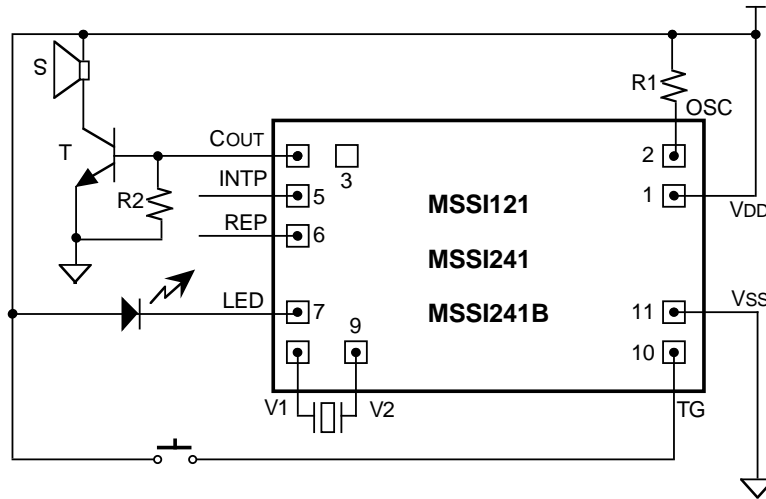 S
R1
OSC
COUT
T
2
3
INTP
R2
5
MSSI121
1
VDD
REP
6
MSSI241
LED
7
MSSI241B
11
VSS
9
10
V1
V2
TG